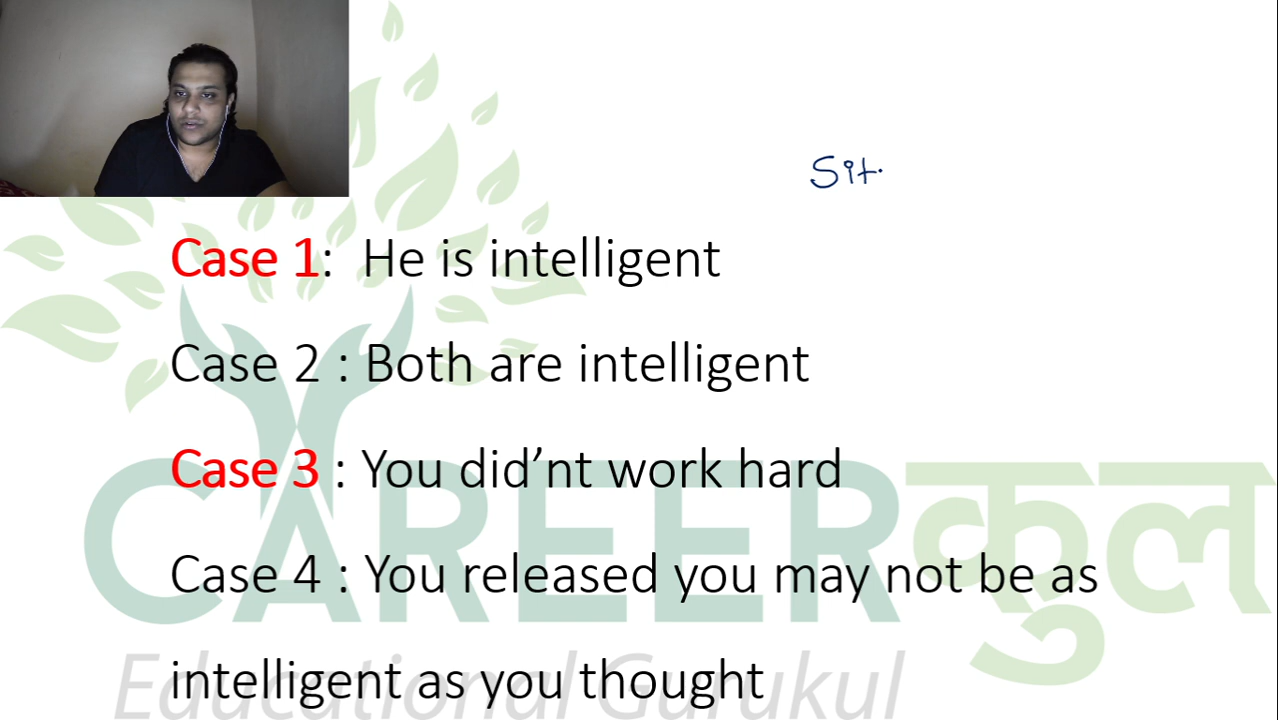 Sit.
Case 1: He is intelligent
Case 2 : Both are intelligent
Case 3 : You did’nt work hard
CAREERकुल
Case 4 : You released you may not be as
intelligent as you thought
Educational Gurukul